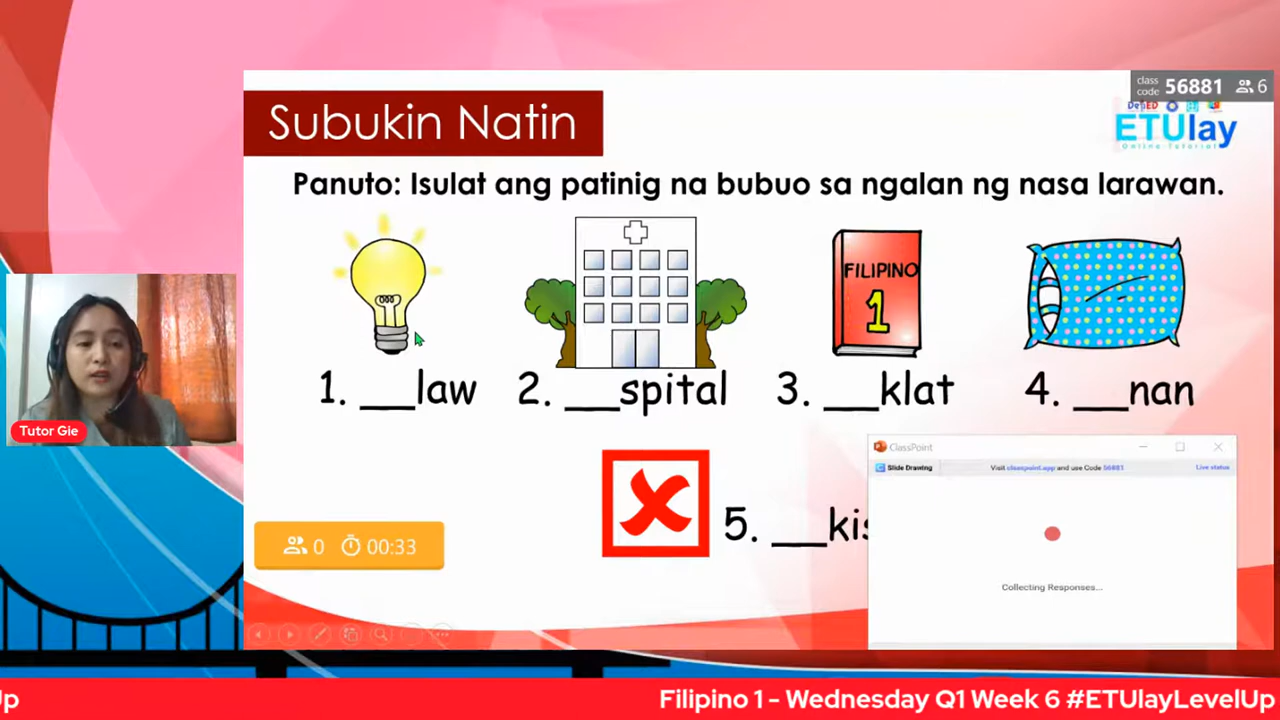 class code 56881 6
Subukin Natin
DepED
ETUlay
Online Tutorial
Panuto: Isulat ang patinig na bubuo sa ngalan ng nasa larawan.
FILIPINO
1
1. __law 2. __spital 3. __klat 4. __nan
Tutor Gie
ClassPoint
Slide Drawing Visit classpoint.app and use Code 56881 Live status
5. __kis
0 00:33
Collecting Responses...
Up Filipino 1 - Wednesday Q1 Week 6 #ETUlayLevelUp